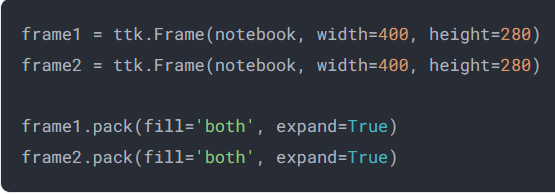 frame1 = ttk.Frame(notebook, width=400, height=280)
frame2 = ttk.Frame(notebook, width=400, height=280)
frame1.pack(fill='both', expand=True)
frame2.pack(fill='both', expand=True)